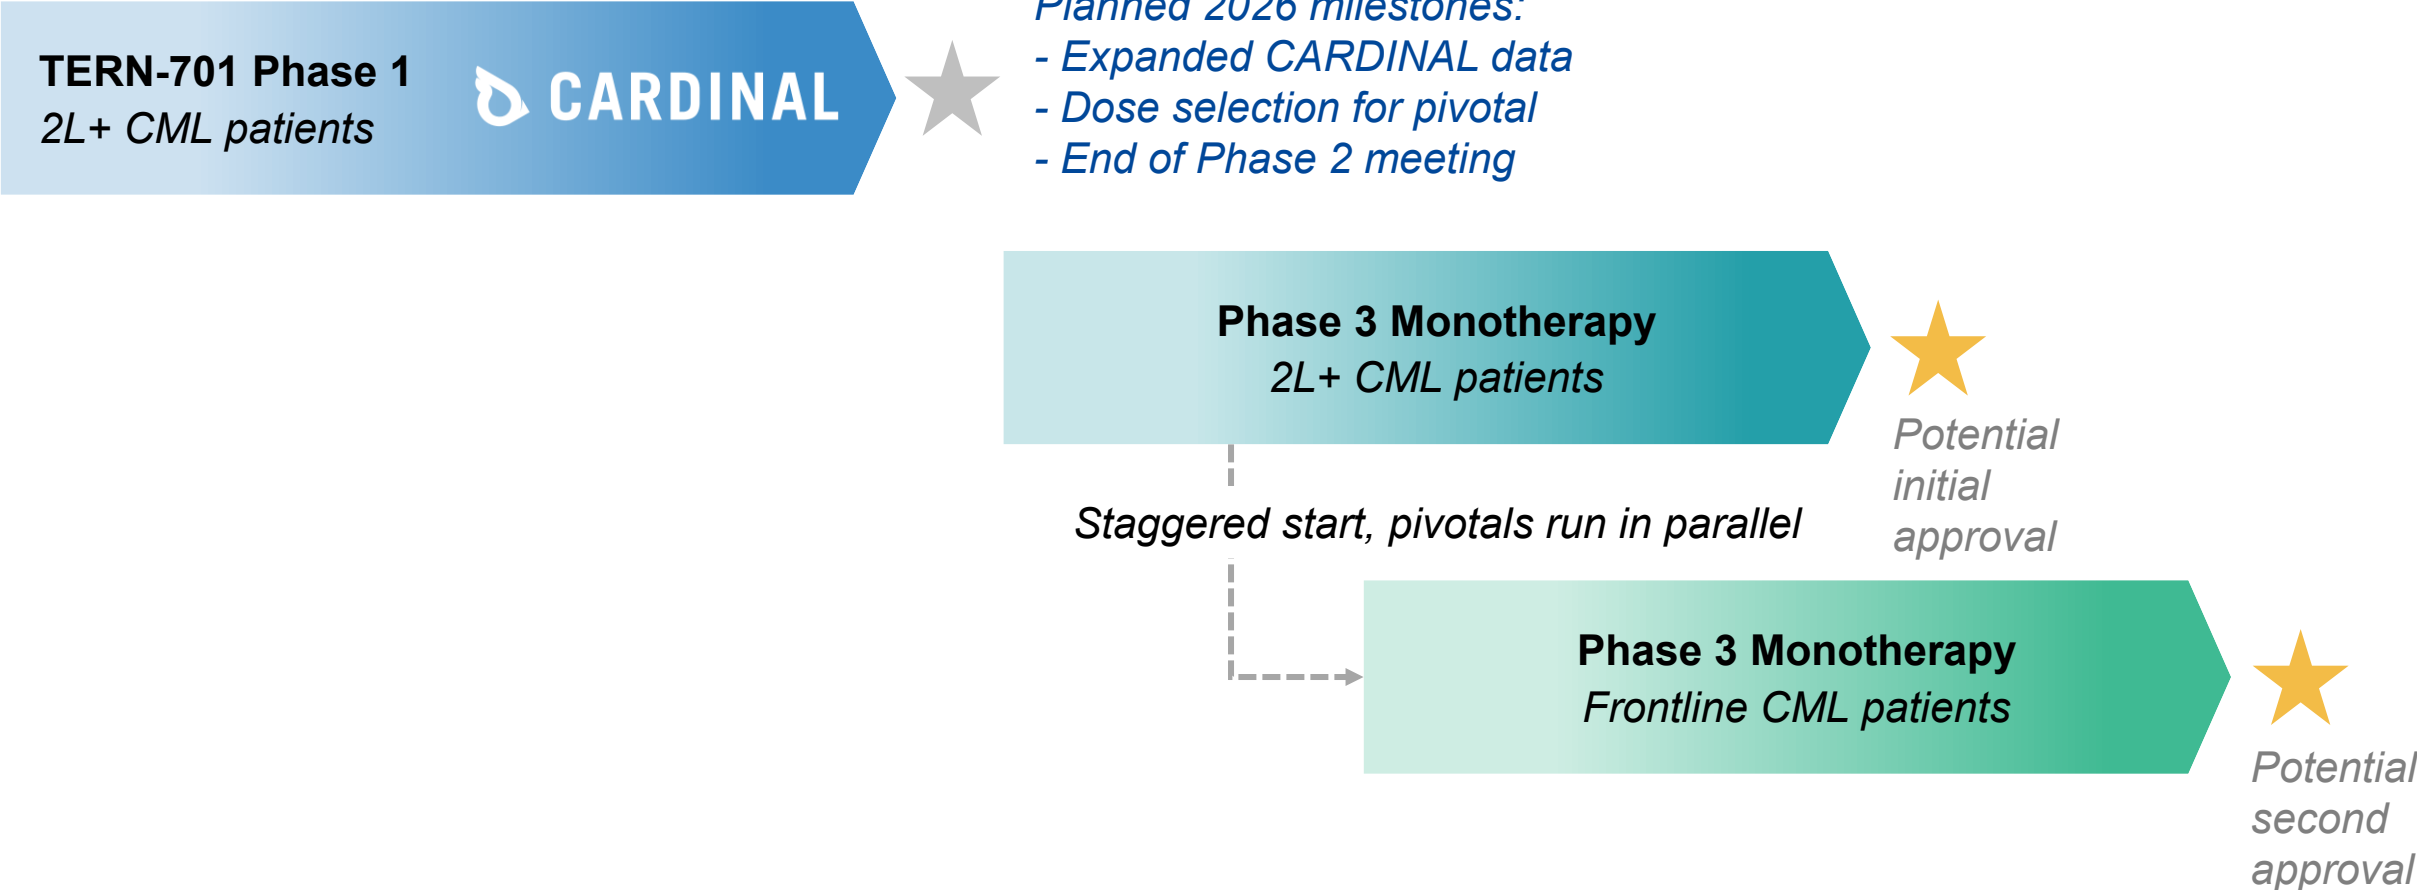 Planned 2026 milestones:
TERN-701 Phase 1
2L+ CML patients
CARDINAL
- Expanded CARDINAL data
- Dose selection for pivotal
- End of Phase 2 meeting
Phase 3 Monotherapy
2L+ CML patients
Potential
initial
approval
Staggered start, pivotals run in parallel
Phase 3 Monotherapy
Frontline CML patients
Potential
second
approval